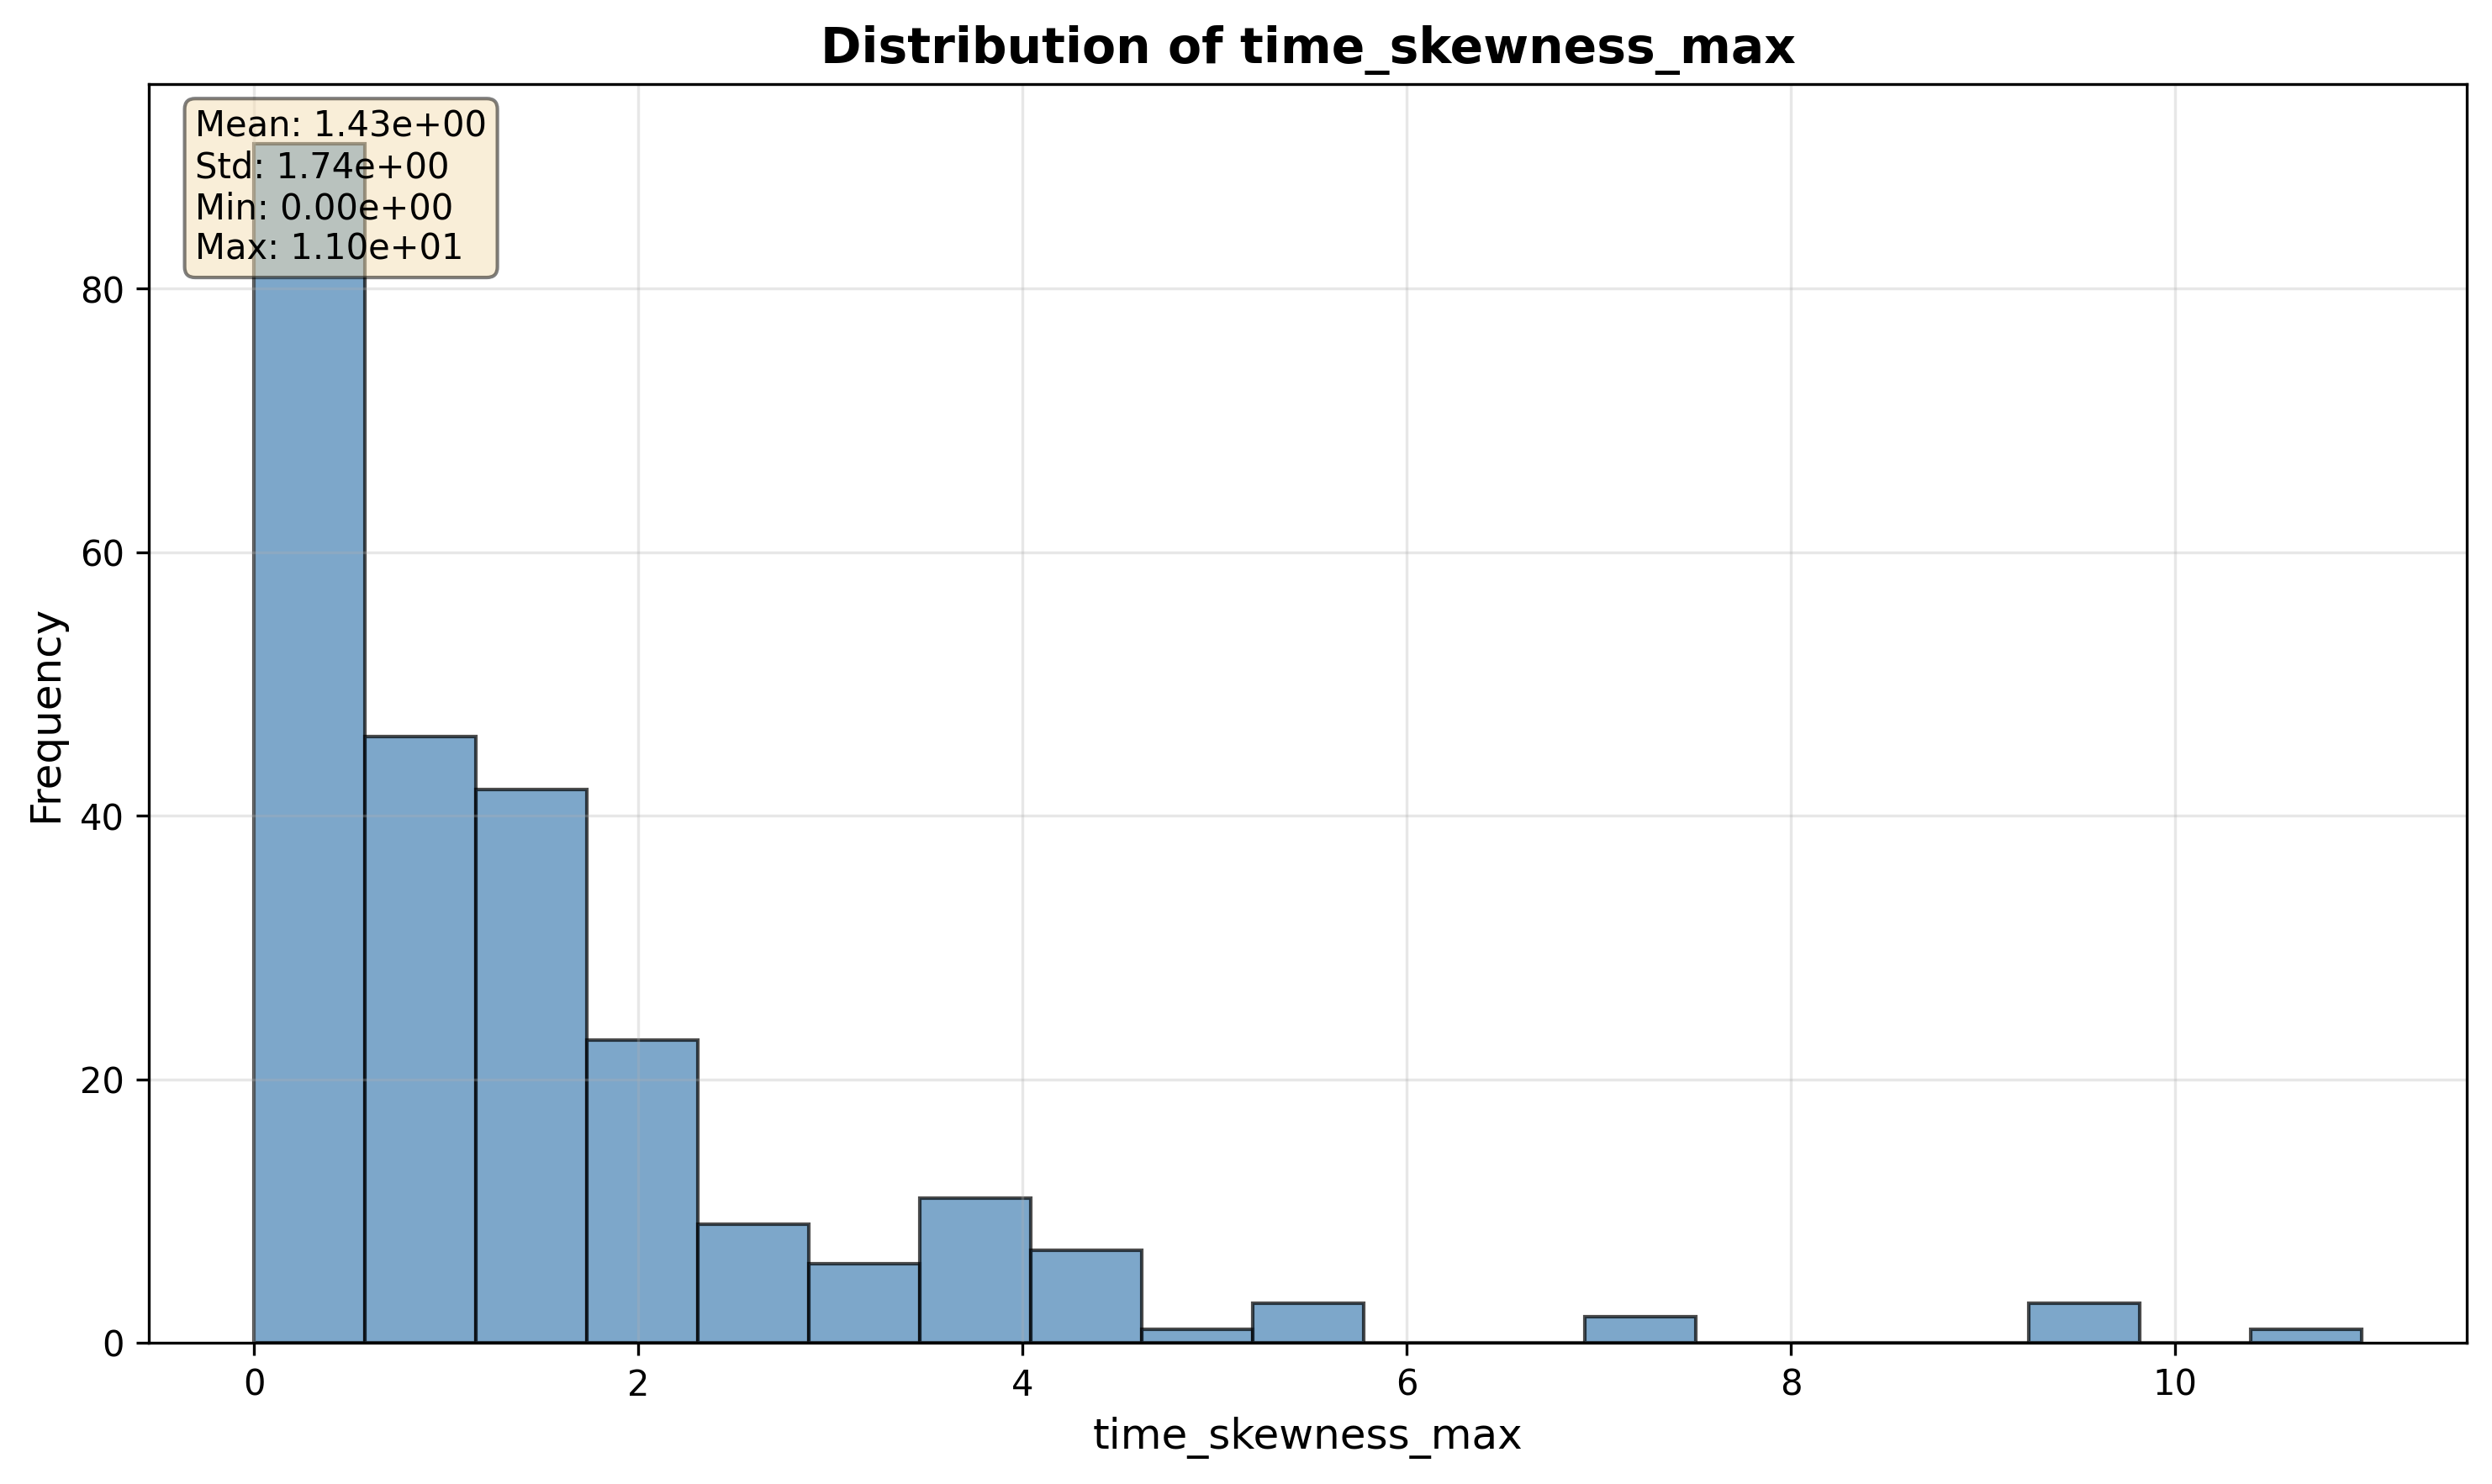 Distribution of time_skewness_max
Mean: 1.43e+00
Std: 1.74e+00
Min: 0.00e+00
Max: 1.10e+01
80
60
40
20
0
Frequency
0 2 4 6 8 10
time_skewness_max